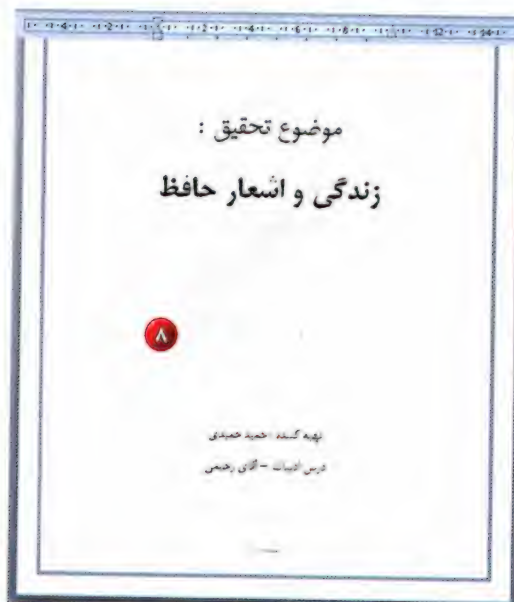 موضوع تحقیق :
زندگی و اشعار حافظ
۸
تهیه کننده : حمید حمیدی
درس ادبیات – آقای رحیمی